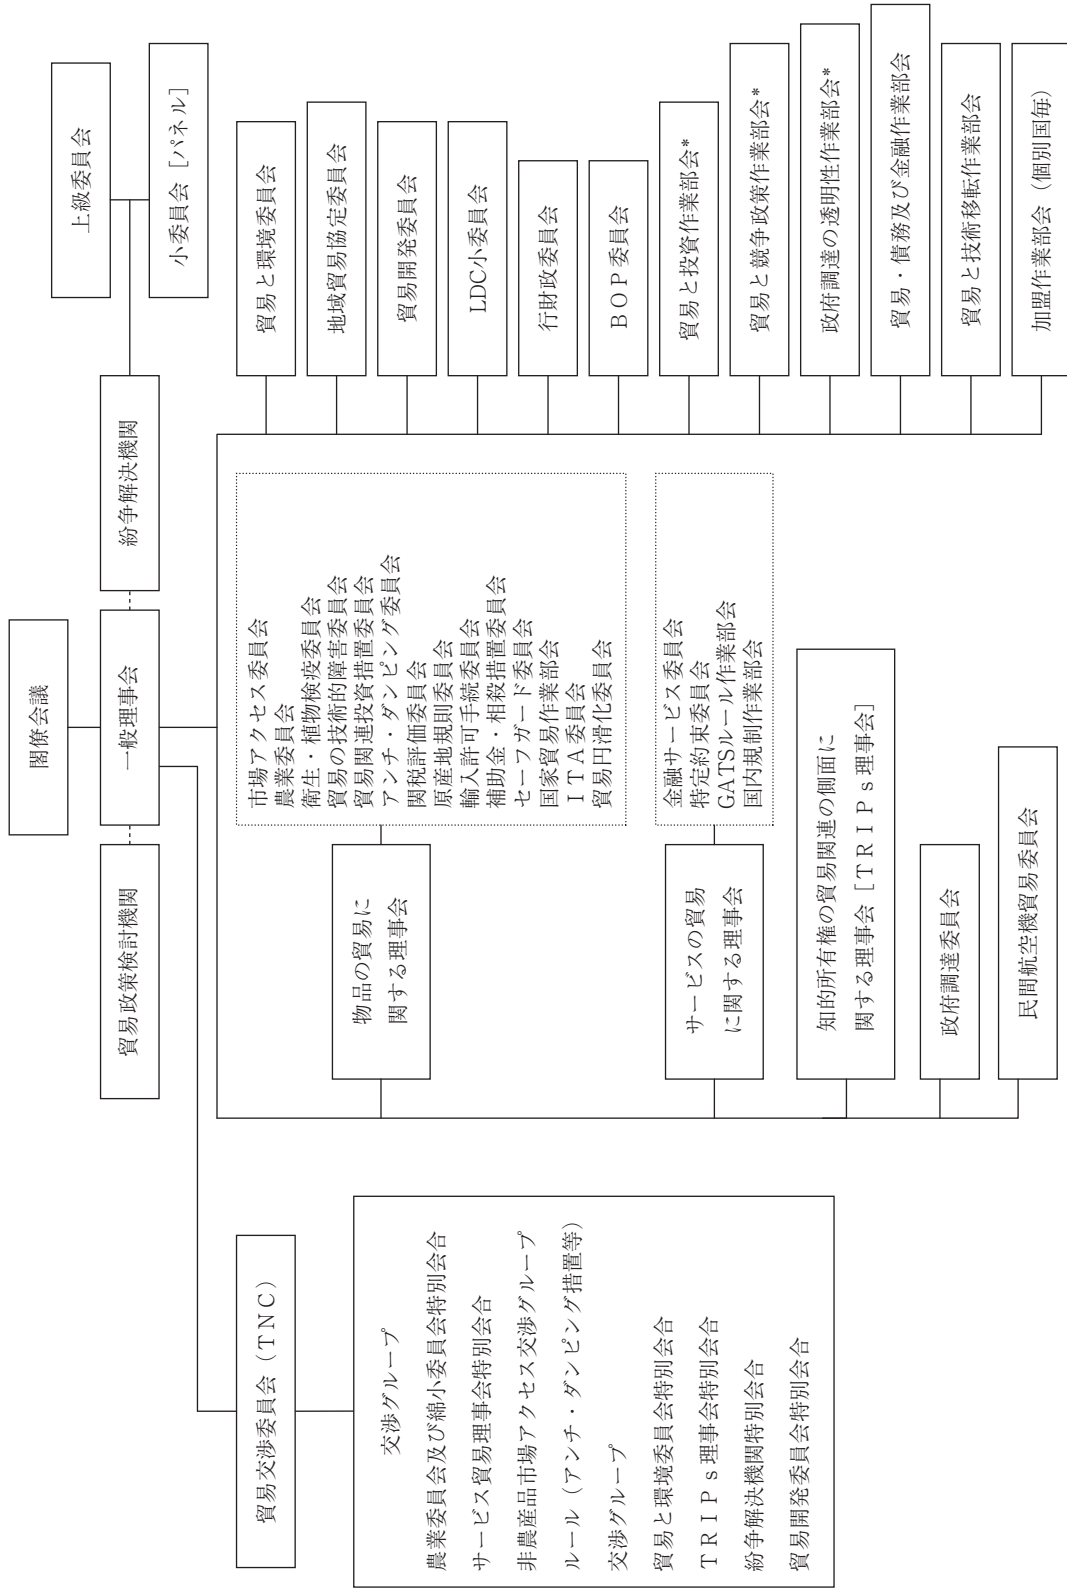 閣僚会議
貿易政策検討機関
一般理事会
紛争解決機関
上級委員会
小委員会［パネル］
貿易交渉委員会（ＴＮＣ）
交渉グループ
農業委員会及び綿小委員会特別会合
サービス貿易理事会特別会合
非農産品市場アクセス交渉グループ
ルール（アンチ・ダンピング措置等）
交渉グループ
貿易と環境委員会特別会合
ＴＲＩＰｓ理事会特別会合
紛争解決機関特別会合
貿易開発委員会特別会合
物品の貿易に
関する理事会
市場アクセス委員会
農業委員会
衛生・植物検疫委員会
貿易の技術的障害委員会
貿易関連投資措置委員会
アンチ・ダンピング委員会
関税評価委員会
原産地規則委員会
輸入許可手続委員会
補助金・相殺措置委員会
セーフガード委員会
国家貿易作業部会
ＩＴＡ委員会
貿易円滑化委員会
サービスの貿易
に関する理事会
金融サービス委員会
特定約束委員会
GATSルール作業部会
国内規制作業部会
知的所有権の貿易関連の側面に
関する理事会［ＴＲＩＰｓ理事会］
政府調達委員会
民間航空機貿易委員会
貿易と環境委員会
地域貿易協定委員会
貿易開発委員会
LDC小委員会
行財政委員会
ＢＯＰ委員会
貿易と投資作業部会*
貿易と競争政策作業部会*
政府調達の透明性作業部会*
貿易・債務及び金融作業部会
貿易と技術移転作業部会
加盟作業部会（個別国毎）